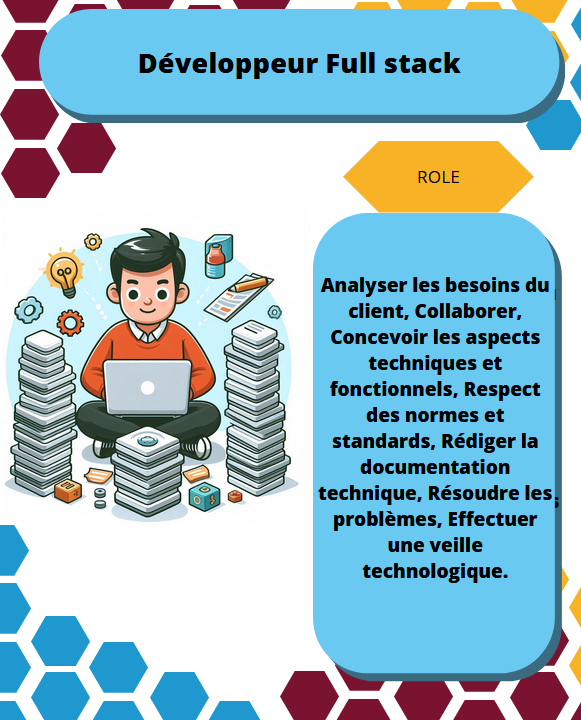 Développeur Full stack
ROLE
Analyser les besoins du
client, Collaborer,
Concevoir les aspects
techniques et
fonctionnels, Respect
des normes et
standards, Rédiger la
documentation
technique, Résoudre les
problèmes, Effectuer
une veille
technologique.